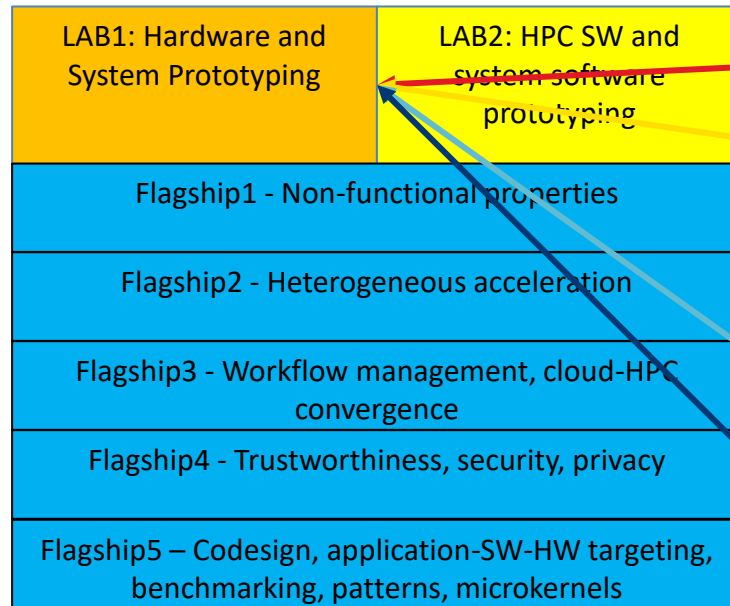 LAB1: Hardware and
System Prototyping
LAB2: HPC SW and
system software
prototyping
Flagship1 - Non-functional properties
Flagship2 - Heterogeneous acceleration
Flagship3 - Workflow management, cloud-HPC
convergence
Flagship4 - Trustworthiness, security, privacy
Flagship5 – Codesign, application-SW-HW targeting,
benchmarking, patterns, microkernels